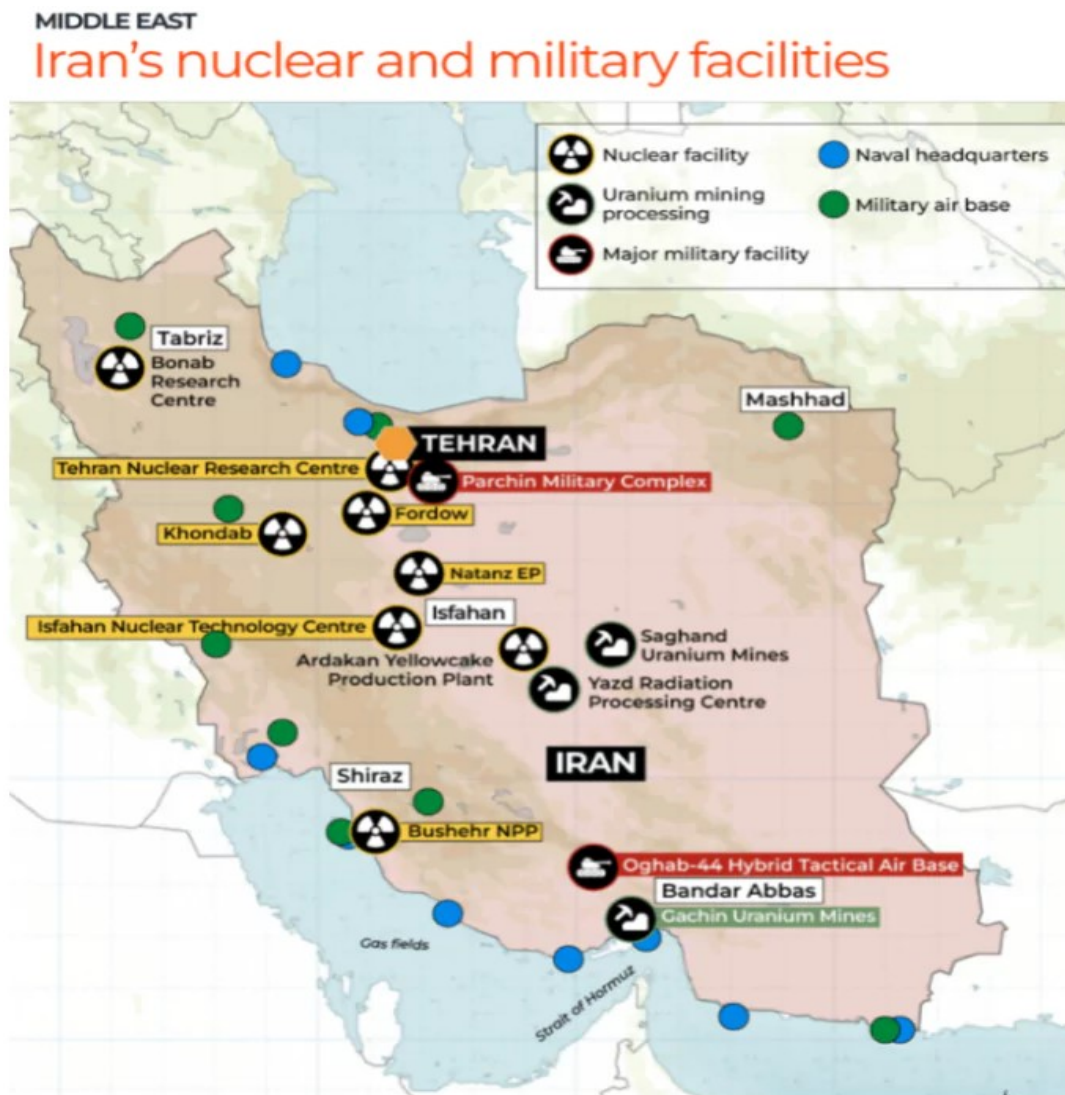 MIDDLE EAST
Iran's nuclear and military facilities
Nuclear facility
Uranium mining
processing
Major military facility
Naval headquarters
Military air base
Tabriz
Bonab
Research
Centre
Mashhad
TEHRAN
Tehran Nuclear Research Centre
Parchin Military Complex
Fordow
Khondab
Natanz EP
Isfahan
Isfahan Nuclear Technology Centre
Saghand
Uranium Mines
Ardakan Yellowcake
Production Plant
Yazd Radiation
Processing Centre
IRAN
Shiraz
Bushehr NPP
Oghab-44 Hybrid Tactical Air Base
Bandar Abbas
Gachin Uranium Mines
Gas fields
Strait of Hormuz